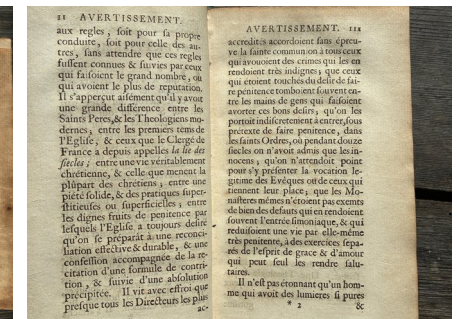 II AVERTISSEMENT.
aux regles, soit pour sa propre
conduite, soit pour celle des au-
tres, sans attendre que ces regles
fussent connues & suivies par ceux
qui faisoient le grand nombre, ou
qui avoient le plus de reputation.
Il s'apperçut aisément qu'il y avoit
une grande difference entre les
Saints Peres, & les Theologiens mo-
dernes; entre les premiers tems de
l'Eglise; & ceux que le Clergé de
France a depuis appellés la lie des
siecles; entre une vie véritablement
chrétienne, & celle que menent la
plûpart des chrétiens; entre une
piété solide, & des pratiques super-
stitieuses ou superficielles; entre
les dignes fruits de penitence par
lesquels l'Eglise a toujours desiré
qu'on se préparât à une reconci-
liation effective & durable, & une
confession accompagnée de la re-
citation d'une formule de contri-
tion, & suivie d'une absolution
précipitée. Il vit avec effroi que
presque tous les Directeurs les plus
ac-
AVERTISSEMENT. III
accredités accordoient sans épreu-
ve la sainte communion à tous ceux
qui avouoient des crimes qui les en
rendoient très indignes; que ceux
qui étoient touchés du desir de fai-
re penitence tomboient souvent en-
tre les mains de gens qui faisoient
avorter ces bons desirs; qu'on les
portoit indiscretement à entrer, sous
prétexte de faire penitence, dans
les saints Ordres, où pendant douze
siecles on n'avoit admis que les in-
nocens; qu'on n'attendoit point
pour s'y présenter la vocation le-
gitime des Evêques ou de ceux qui
tiennent leur place; que les Mo-
nasteres mêmes n'étoient pas exemts
de bien des defauts qui en rendoient
souvent l'entrée simoniaque, & qui
reduisoient une vie par elle-même
très penitente, à des exercices sepa-
rés de l'esprit de grace & d'amour
qui peut seul les rendre salu-
taires.
Il n'est pas étonnant qu'un hom-
me qui avoit des lumieres si pures
* 2 &